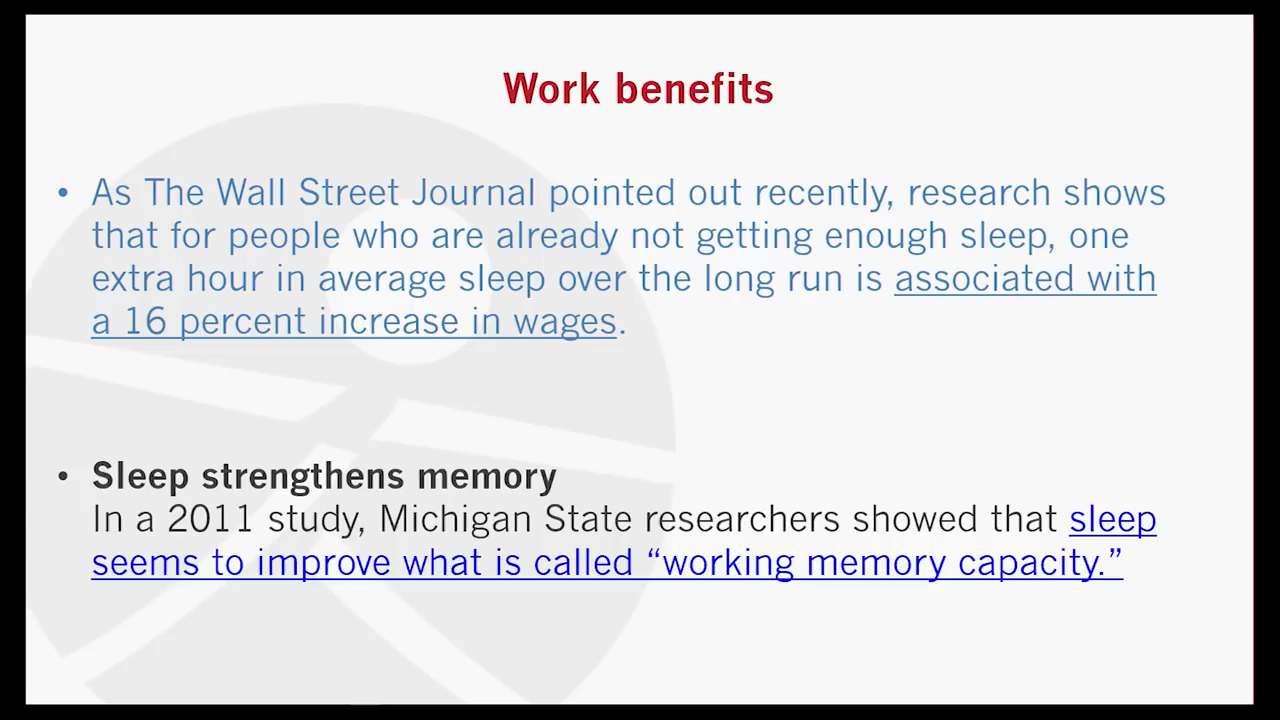 Work benefits
• As The Wall Street Journal pointed out recently, research shows
that for people who are already not getting enough sleep, one
extra hour in average sleep over the long run is associated with
a 16 percent increase in wages.
• Sleep strengthens memory
In a 2011 study, Michigan State researchers showed that sleep
seems to improve what is called “working memory capacity.”